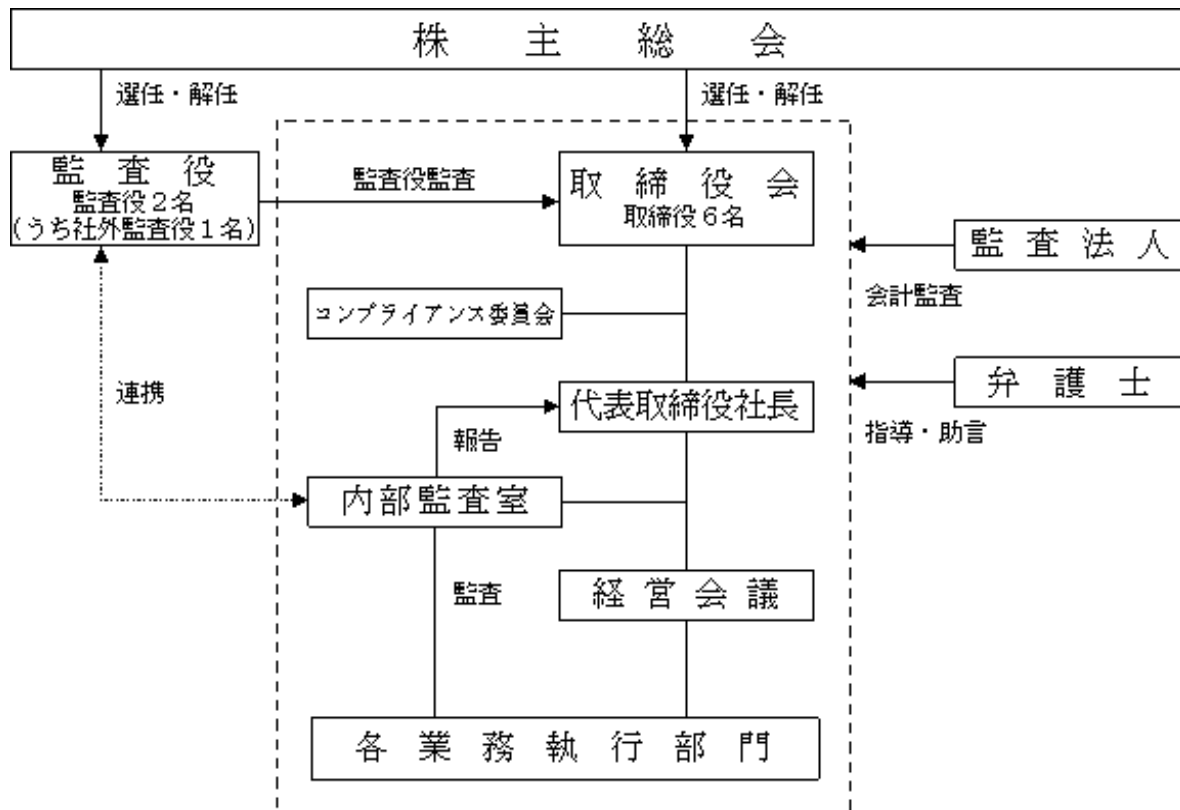 株主総会
選任・解任
選任・解任
監査役
監査役2名
(うち社外監査役1名)
監査役監査
取締役会
取締役6名
監査法人
会計監査
コンプライアンス委員会
弁護士
指導・助言
連携
代表取締役社長
報告
内部監査室
監査
経営会議
各業務執行部門